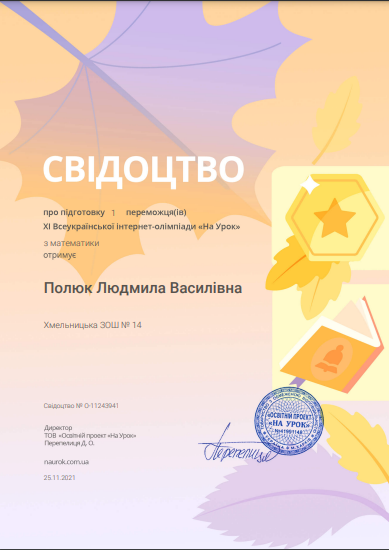 СВІДОЦТВО
про підготовку 1 переможця(ів)
XI Всеукраїнської інтернет-олімпіади «На Урок»
з математики
отримує
Полюк Людмила Василівна
Хмельницька ЗОШ № 14
Свідоцтво № О-11243941
Директор
ТОВ «Освітній проект «На Урок»
Перепелиця Д. О.
naurok.com.ua
25.11.2021
«ОСВІТНІЙ ПРОЕКТ
«НА УРОК»